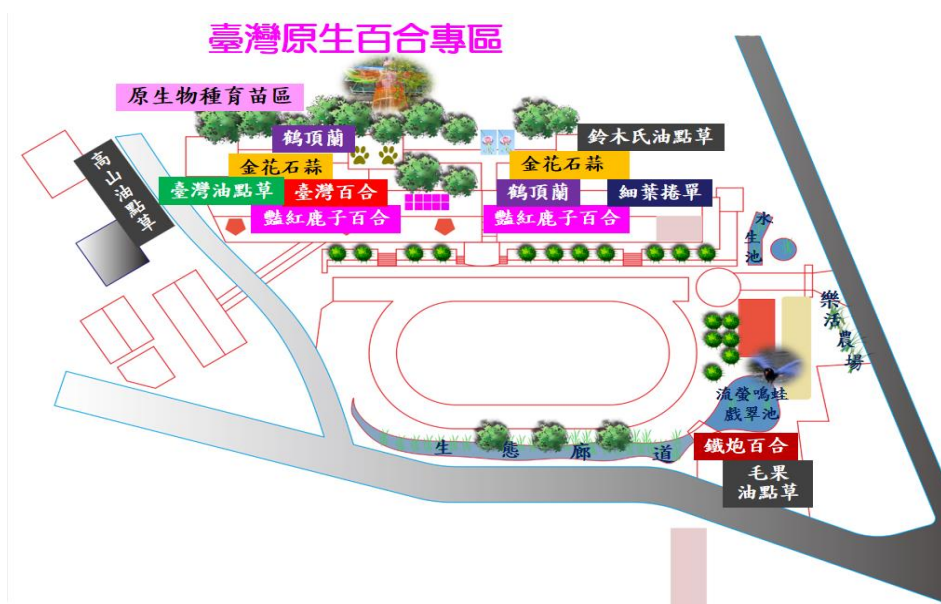 臺灣原生百合專區
原生物種育苗區
鶴頂蘭
鈴木氏油點草
高山油點草
金花石蒜
金花石蒜
臺灣油點草
臺灣百合
鶴頂蘭
細葉捲單
豔紅鹿子百合
豔紅鹿子百合
水生池
樂活農場
流螢鳴蛙
戲翠池
生態廊道
鐵炮百合
毛果
油點草